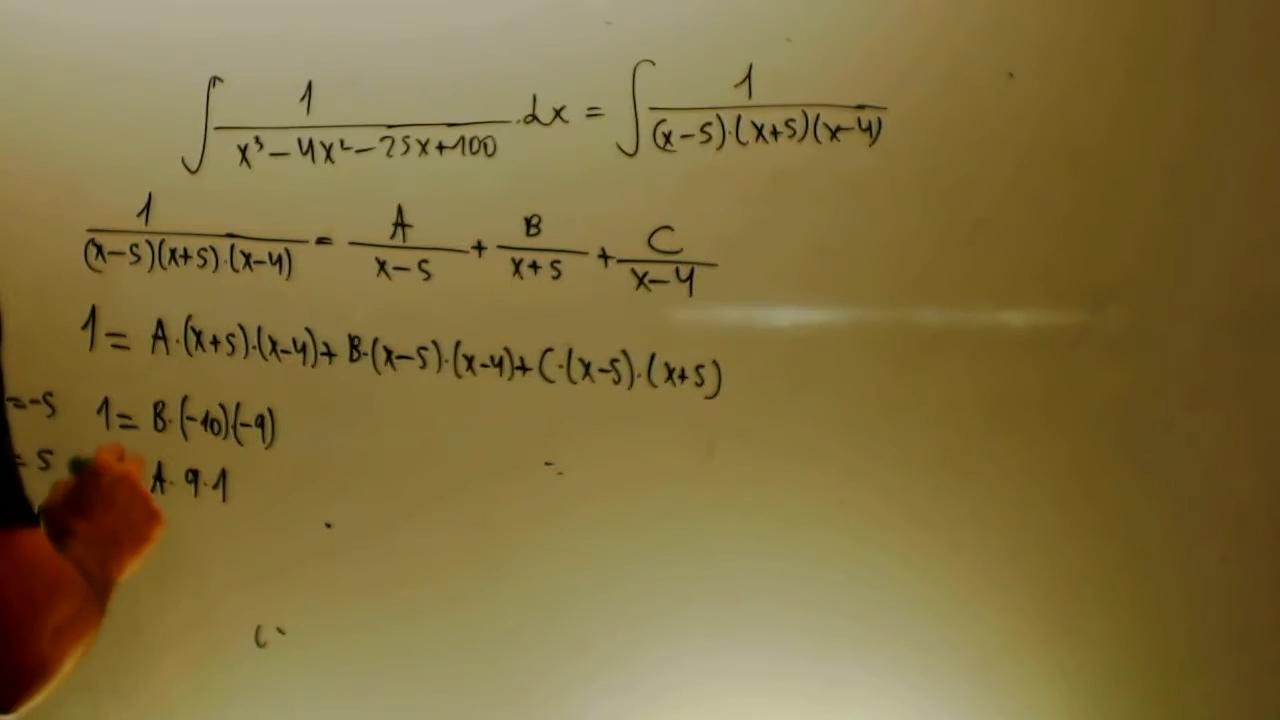 ∫ 1/(x³-4x²-25x+100) ·dx = ∫ 1/((x-5)·(x+5)(x-4))
1/((x-5)(x+5)·(x-4)) = A/(x-5) + B/(x+5) + C/(x-4)
1= A·(x+5)·(x-4)+ B·(x-5)·(x-4)+ C·(x-5)·(x+5)
=-5 1= B·(-10)(-9)
= 5 A·9·1